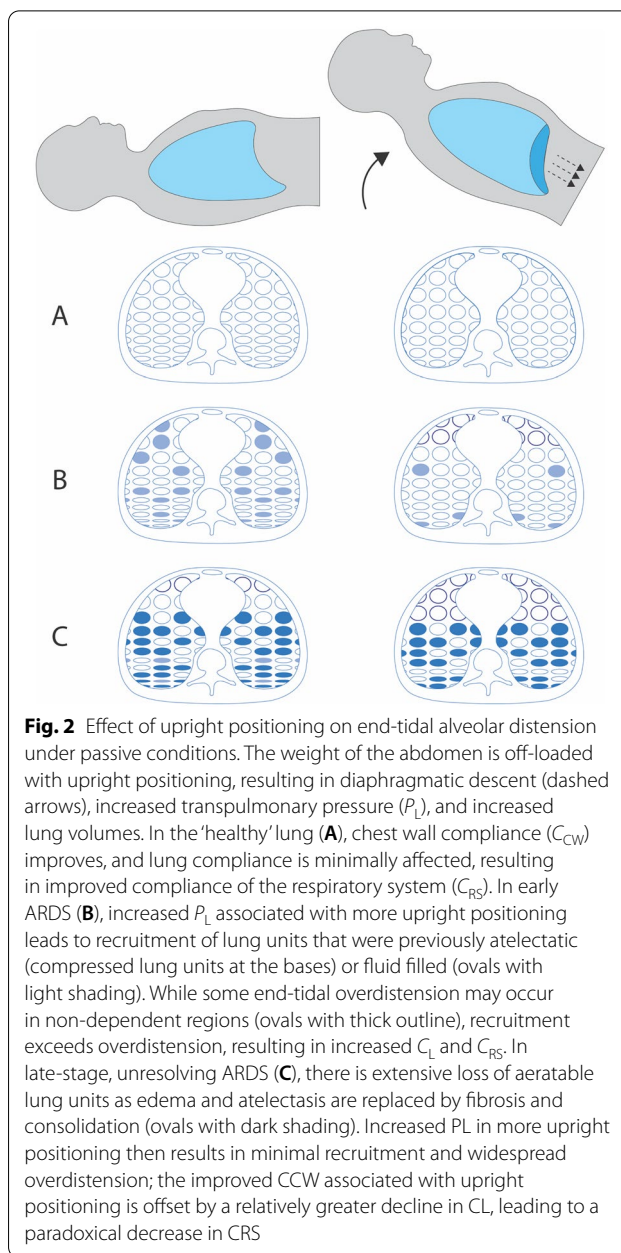 A
B
C
Fig. 2 Effect of upright positioning on end-tidal alveolar distension
under passive conditions. The weight of the abdomen is off-loaded
with upright positioning, resulting in diaphragmatic descent (dashed
arrows), increased transpulmonary pressure (PL), and increased
lung volumes. In the ‘healthy’ lung (A), chest wall compliance (CCW)
improves, and lung compliance is minimally affected, resulting
in improved compliance of the respiratory system (CRS). In early
ARDS (B), increased PL associated with more upright positioning
leads to recruitment of lung units that were previously atelectatic
(compressed lung units at the bases) or fluid filled (ovals with
light shading). While some end-tidal overdistension may occur
in non-dependent regions (ovals with thick outline), recruitment
exceeds overdistension, resulting in increased CL and CRS. In
late-stage, unresolving ARDS (C), there is extensive loss of aeratable
lung units as edema and atelectasis are replaced by fibrosis and
consolidation (ovals with dark shading). Increased PL in more upright
positioning then results in minimal recruitment and widespread
overdistension; the improved CCW associated with upright
positioning is offset by a relatively greater decline in CL, leading to a
paradoxical decrease in CRS